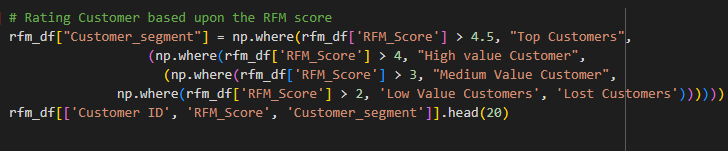 # Rating Customer based upon the RFM score
rfm_df["Customer_segment"] = np.where(rfm_df['RFM_Score'] > 4.5, "Top Customers",
(np.where(rfm_df['RFM_Score'] > 4, "High value Customer",
(np.where(rfm_df['RFM_Score'] > 3, "Medium Value Customer",
np.where(rfm_df['RFM_Score'] > 2, 'Low Value Customers', 'Lost Customers'))))))
rfm_df[['Customer ID', 'RFM_Score', 'Customer_segment']].head(20)